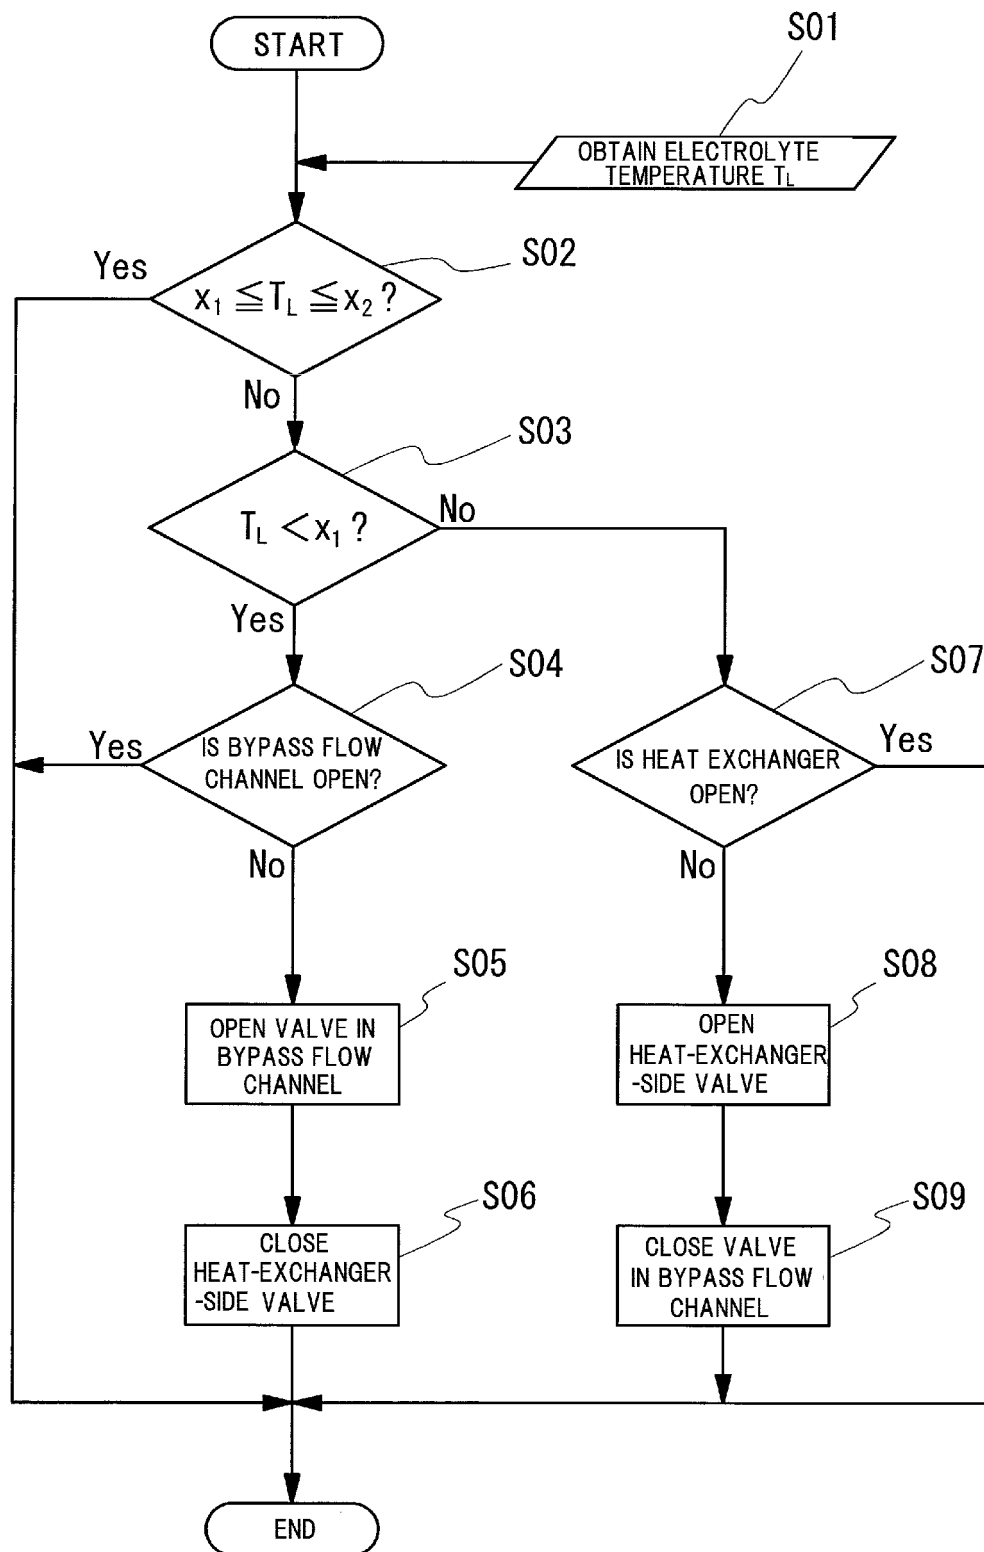 START
S01
OBTAIN ELECTROLYTE
TEMPERATURE TL
S02
Yes
x1 ≦ TL ≦ x2 ?
No
S03
TL < x1 ?
No
Yes
S04
S07
Yes
IS BYPASS FLOW
CHANNEL OPEN?
Yes
IS HEAT EXCHANGER
OPEN?
No
No
S05
S08
OPEN VALVE IN
BYPASS FLOW
CHANNEL
OPEN
HEAT-EXCHANGER
-SIDE VALVE
S06
S09
CLOSE
HEAT-EXCHANGER
-SIDE VALVE
CLOSE VALVE
IN BYPASS FLOW
CHANNEL
END